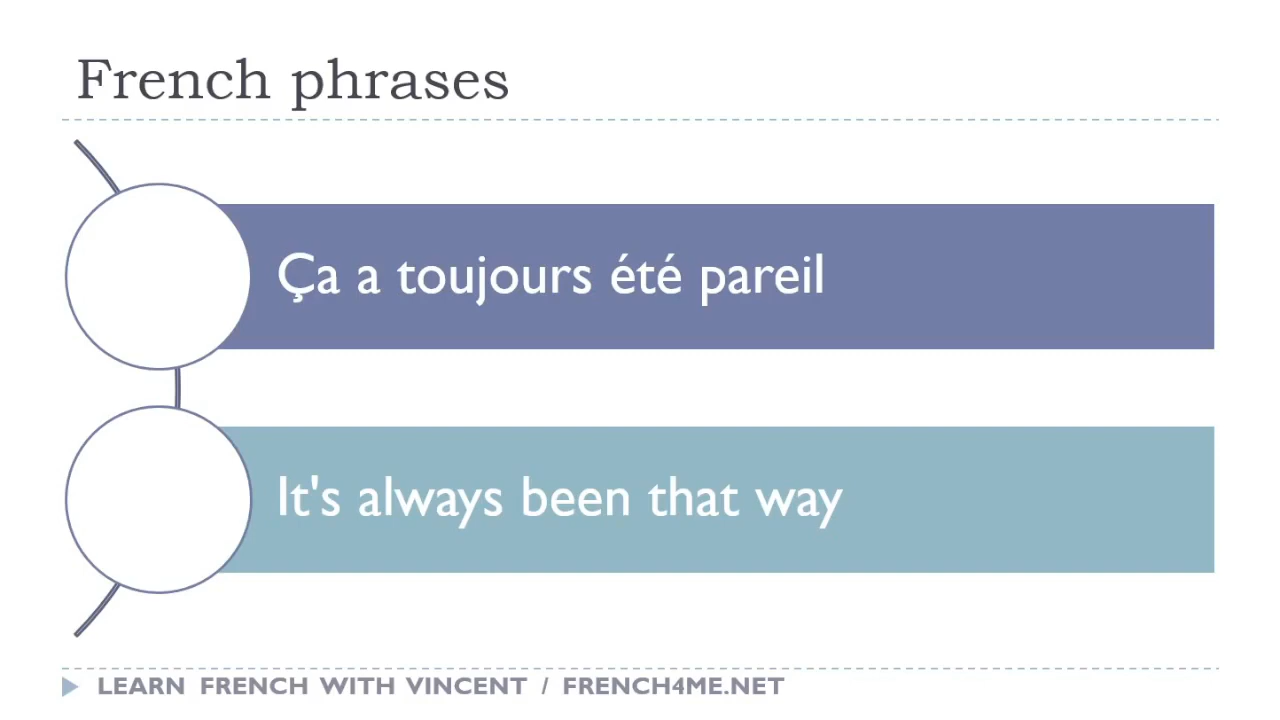 French phrases
Ça a toujours été pareil
It's always been that way
LEARN FRENCH WITH VINCENT / FRENCH4ME.NET